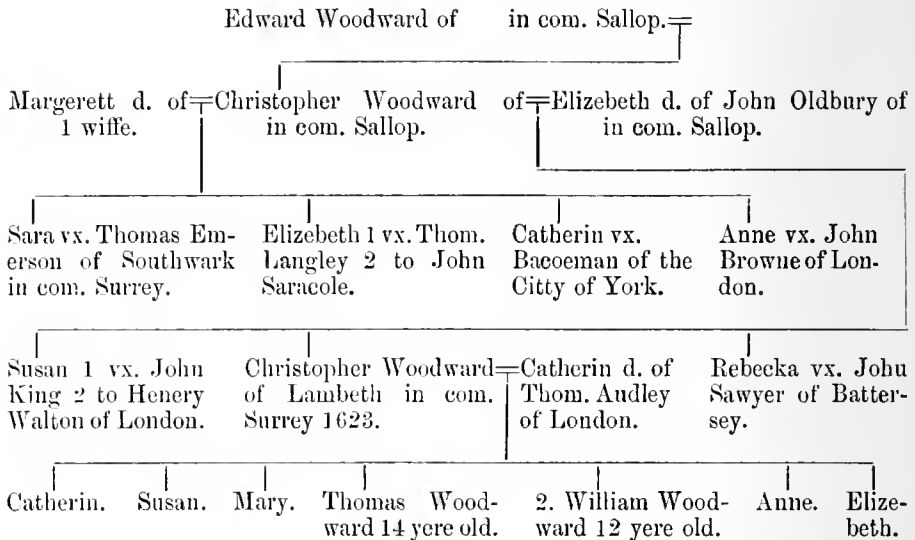 Edward Woodward of in com. Sallop.
Margerett d. of Christopher Woodward of Elizebeth d. of John Oldbury of
1 wiffe. in com. Sallop. in com. Sallop.
Sara vx. Thomas Em-
erson of Southwark
in com. Surrey.
Elizebeth 1 vx. Thom.
Langley 2 to John
Saracole.
Catherin vx.
Bacoeman of the
Citty of York.
Anne vx. John
Browne of Lon-
don.
Susan 1 vx. John
King 2 to Henery
Walton of London.
Christopher Woodward
of Lambeth in com.
Surrey 1623.
Catherin d. of
Thom. Audley
of London.
Rebecka vx. John
Sawyer of Batter-
sey.
Catherin.
Susan.
Mary.
Thomas Wood-
ward 14 yere old.
2. William Wood-
ward 12 yere old.
Anne.
Elize-
beth.